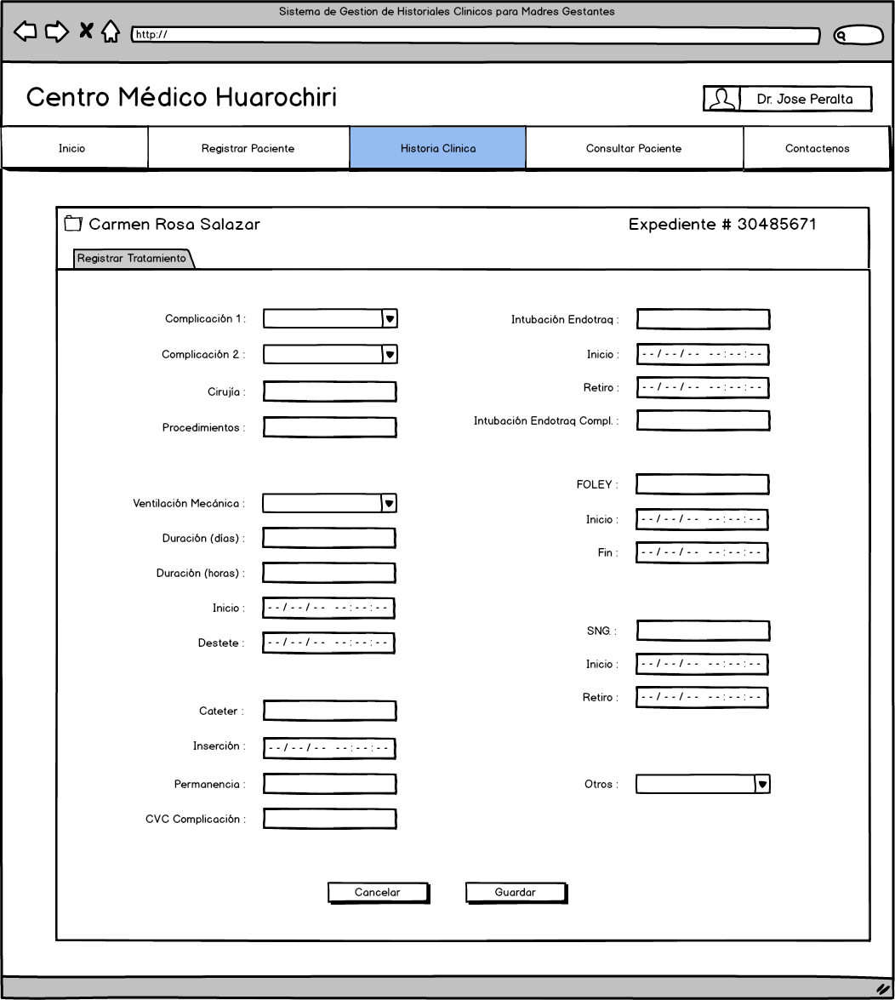 Sistema de Gestion de Historiales Clinicos para Madres Gestantes
http://
Centro Médico Huarochiri
Dr. Jose Peralta
Inicio
Registrar Paciente
Historia Clinica
Consultar Paciente
Contactenos
Carmen Rosa Salazar
Expediente # 30485671
Registrar Tratamiento
Complicación 1 :
Complicación 2 :
Cirujía :
Procedimientos :
Ventilación Mecánica :
Duración (días) :
Duración (horas) :
Inicio : --/--/-- --:--:--
Destete : --/--/-- --:--:--
Cateter :
Inserción : --/--/-- --:--:--
Permanencia :
CVC Complicación :
Intubación Endotraq :
Inicio : --/--/-- --:--:--
Retiro : --/--/-- --:--:--
Intubación Endotraq Compl. :
FOLEY :
Inicio : --/--/-- --:--:--
Fin : --/--/-- --:--:--
SNG. :
Inicio : --/--/-- --:--:--
Retiro : --/--/-- --:--:--
Otros :
Cancelar
Guardar